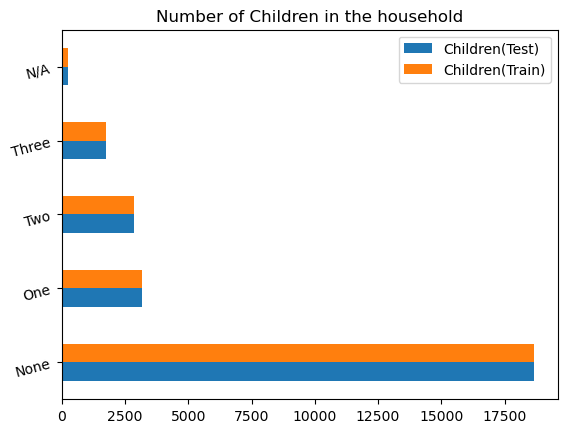 Number of Children in the household
Children(Test)
Children(Train)
N/A
Three
Two
One
None
0 2500 5000 7500 10000 12500 15000 17500